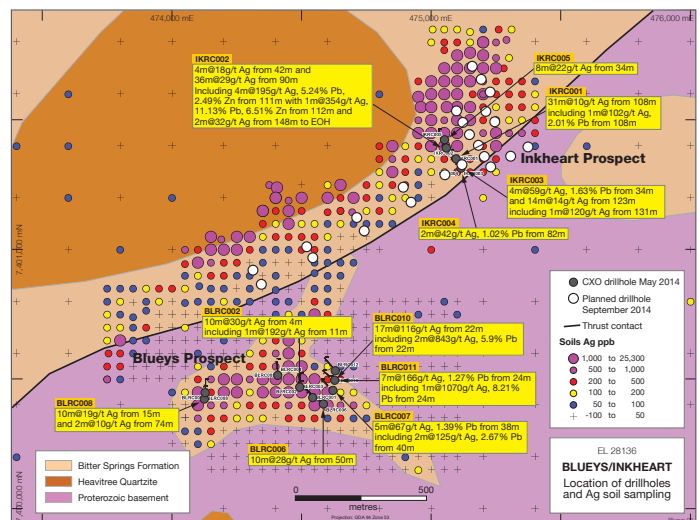 474,000 mE
475,000 mE
476,000 mE
7,401,000 mN
7,400,000 mN
IKRC002
4m@18g/t Ag from 42m and
36m@29g/t Ag from 90m
Including 4m@195g/t Ag, 5.24% Pb,
2.49% Zn from 111m with 1m@354g/t Ag,
11.13% Pb, 6.51% Zn from 112m and
2m@32g/t Ag from 148m to EOH
IKRC005
8m@22g/t Ag from 34m
IKRC001
31m@10g/t Ag from 108m
including 1m@102g/t Ag,
2.01% Pb from 108m
Inkheart Prospect
IKRC003
4m@59g/t Ag, 1.63% Pb from 34m
and 14m@14g/t Ag from 123m
including 1m@120g/t Ag from 131m
IKRC004
2m@42g/t Ag, 1.02% Pb from 82m
BLRC002
10m@30g/t Ag from 4m
including 1m@192g/t Ag from 11m
BLRC010
17m@116g/t Ag from 22m
including 2m@843g/t Ag, 5.9% Pb
from 22m
Blueys Prospect
BLRC011
7m@166g/t Ag, 1.27% Pb from 24m
including 1m@1070g/t Ag, 8.21%
Pb from 24m
BLRC008
10m@19g/t Ag from 15m
and 2m@10g/t Ag from 74m
BLRC007
5m@67g/t Ag, 1.39% Pb from 38m
including 2m@125g/t Ag, 2.67% Pb
from 40m
BLRC006
10m@28g/t Ag from 50m
CXO drillhole May 2014
Planned drillhole
September 2014
Thrust contact
Soils Ag ppb
1,000 to 25,300
500 to 1,000
200 to 500
100 to 200
50 to 100
-100 to 50
EL 28136
BLUEYS/INKHEART
Location of drillholes
and Ag soil sampling
Bitter Springs Formation
Heavitree Quartzite
Proterozoic basement
0 500
metres
Projection: GDA 94 Zone 53